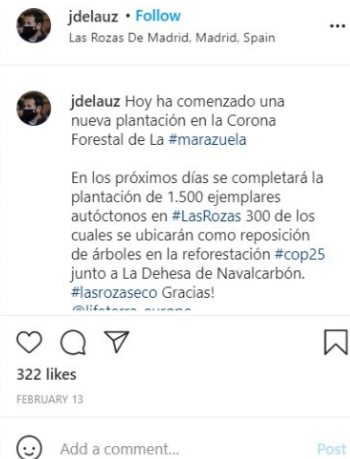 jdelauz • Follow
Las Rozas De Madrid, Madrid, Spain
jdelauz Hoy ha comenzado una
nueva plantación en la Corona
Forestal de La #marazuela
En los próximos días se completará la
plantación de 1.500 ejemplares
autóctonos en #LasRozas 300 de los
cuales se ubicarán como reposición
de árboles en la reforestación #cop25
junto a La Dehesa de Navalcarbón.
#lasrozaseco Gracias!
@lifeterra_europe
322 likes
FEBRUARY 13
Add a comment...
Post